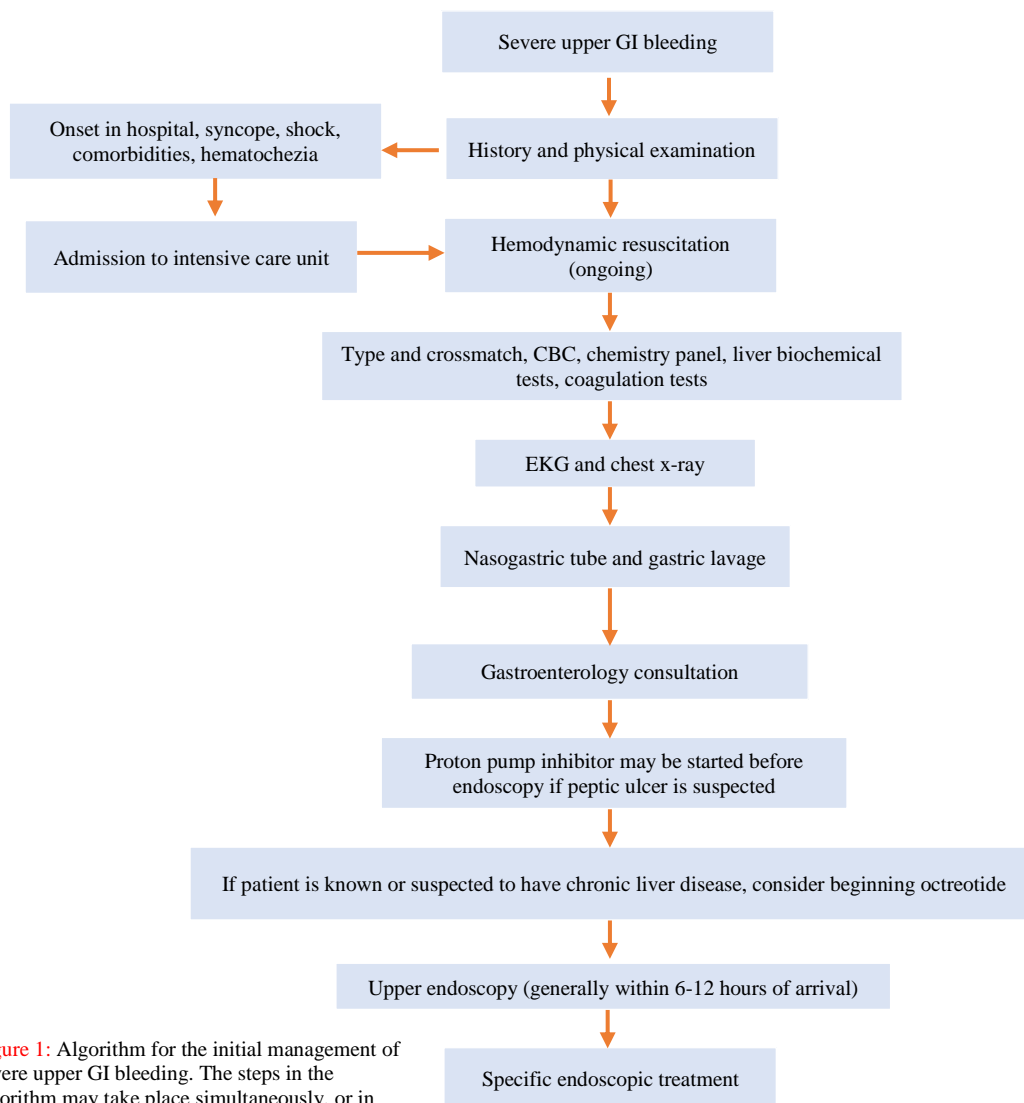 Severe upper GI bleeding
Onset in hospital, syncope, shock,
comorbidities, hematochezia
History and physical examination
Admission to intensive care unit
Hemodynamic resuscitation
(ongoing)
Type and crossmatch, CBC, chemistry panel, liver biochemical
tests, coagulation tests
EKG and chest x-ray
Nasogastric tube and gastric lavage
Gastroenterology consultation
Proton pump inhibitor may be started before
endoscopy if peptic ulcer is suspected
If patient is known or suspected to have chronic liver disease, consider beginning octreotide
Upper endoscopy (generally within 6-12 hours of arrival)
Specific endoscopic treatment
gure 1: Algorithm for the initial management of
vere upper GI bleeding. The steps in the
orithm may take place simultaneously, or in